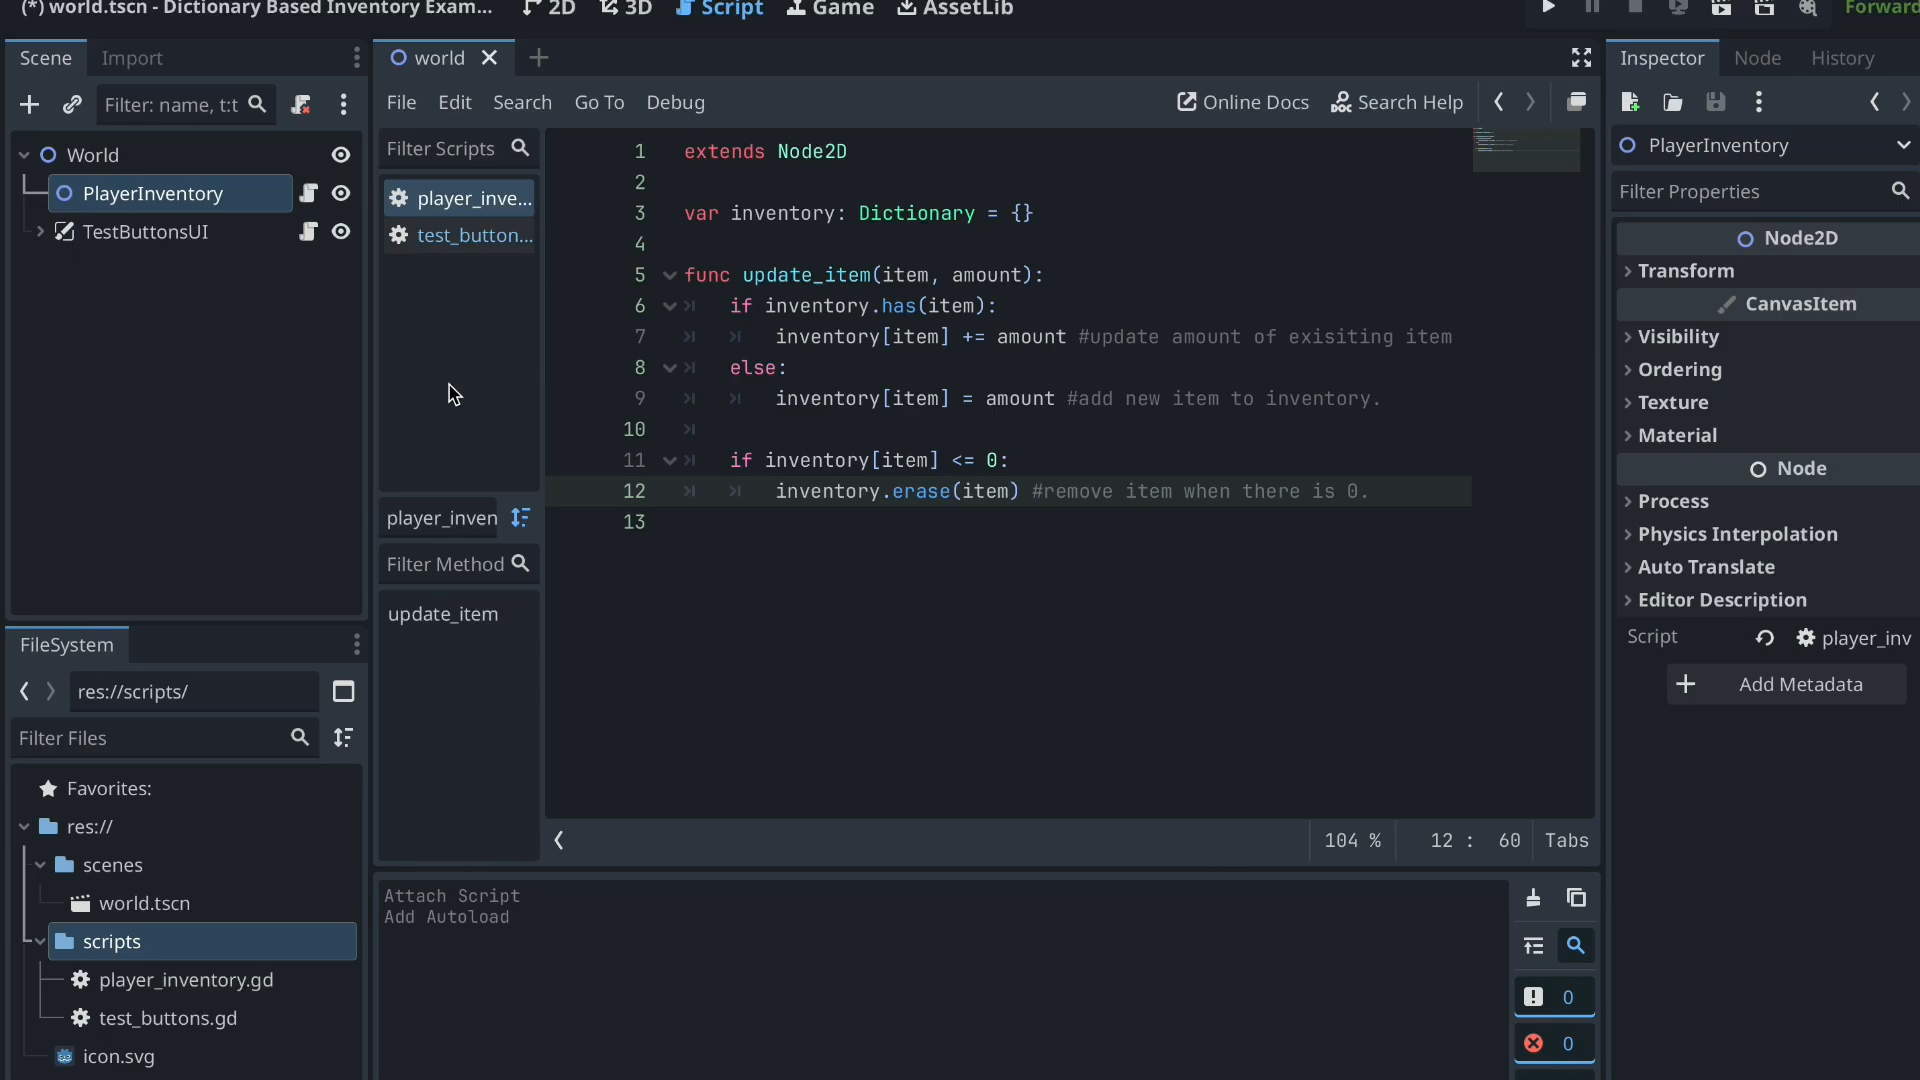 (*) world.tscn - Dictionary Based Inventory Exam... 2D 3D Script Game AssetLib Forward
Scene Import
Filter: name, t:t
World
PlayerInventory
TestButtonsUI
FileSystem
res://scripts/
Filter Files
Favorites:
res://
scenes
world.tscn
scripts
player_inventory.gd
test_buttons.gd
icon.svg
world
File Edit Search Go To Debug Online Docs Search Help
Filter Scripts
player_inve...
test_button...
player_inven
Filter Method
update_item
1 extends Node2D
2
3 var inventory: Dictionary = {}
4
5 func update_item(item, amount):
6 if inventory.has(item):
7 inventory[item] += amount #update amount of exisiting item
8 else:
9 inventory[item] = amount #add new item to inventory.
10
11 if inventory[item] <= 0:
12 inventory.erase(item) #remove item when there is 0.
13
104 % 12 : 60 Tabs
Attach Script
Add Autoload
0
0
Inspector Node History
PlayerInventory
Filter Properties
Node2D
Transform
CanvasItem
Visibility
Ordering
Texture
Material
Node
Process
Physics Interpolation
Auto Translate
Editor Description
Script player_inv
Add Metadata